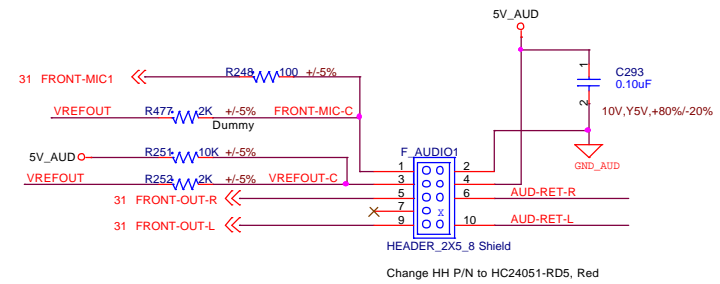 5V_AUD
R248 100 +/-5%
31 FRONT-MIC1
C293
0.10uF
1
2
10V,Y5V,+80%/-20%
VREFOUT R477 2K +/-5% FRONT-MIC-C
Dummy
GND_AUD
5V_AUD R251 10K +/-5%
F_AUDIO1
VREFOUT R252 2K +/-5% VREFOUT-C
1 2
3 4
5 6
7 X
9 10
31 FRONT-OUT-R
AUD-RET-R
31 FRONT-OUT-L
AUD-RET-L
HEADER_2X5_8 Shield
Change HH P/N to HC24051-RD5, Red